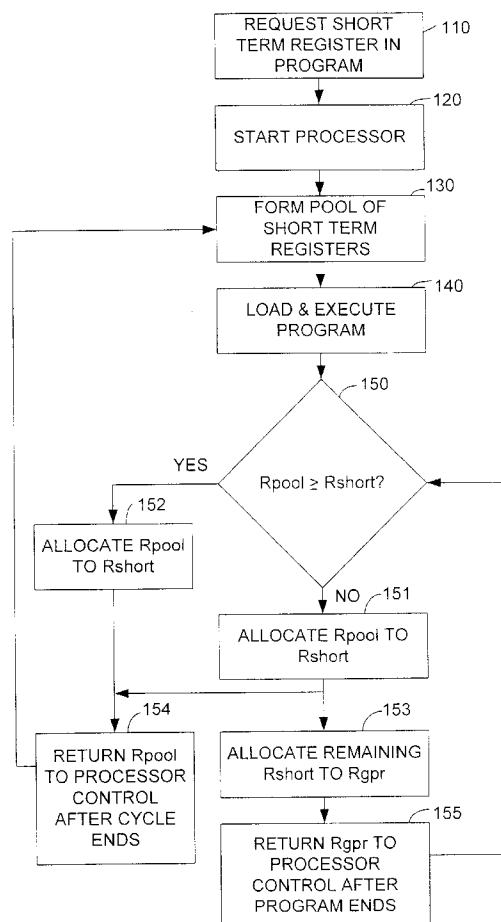 REQUEST SHORT
TERM REGISTER IN
PROGRAM
110
120
START PROCESSOR
130
FORM POOL OF
SHORT TERM
REGISTERS
140
LOAD & EXECUTE
PROGRAM
150
Rpool ≥ Rshort?
YES
152
ALLOCATE Rpool
TO Rshort
NO
151
ALLOCATE Rpool TO
Rshort
154
RETURN Rpool
TO PROCESSOR
CONTROL
AFTER CYCLE
ENDS
153
ALLOCATE REMAINING
Rshort TO Rgpr
155
RETURN Rgpr TO
PROCESSOR
CONTROL AFTER
PROGRAM ENDS